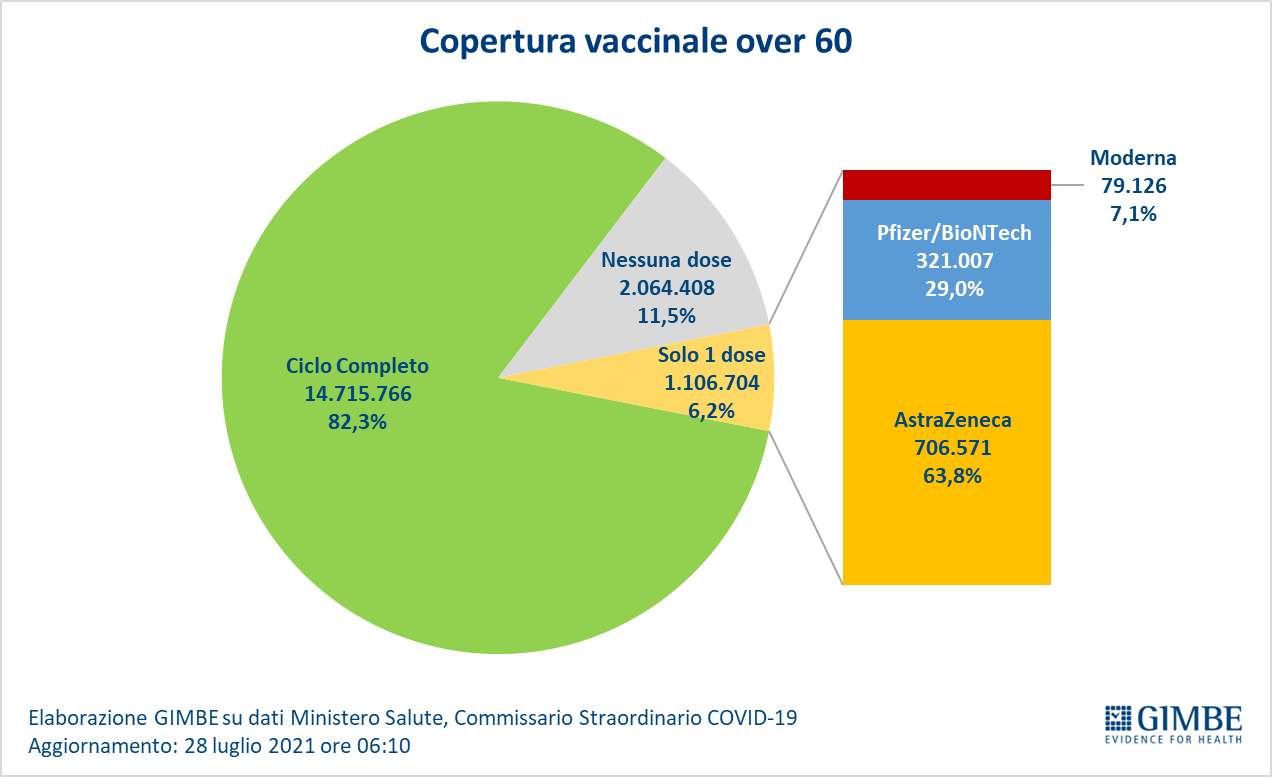 Copertura vaccinale over 60
Moderna
79.126
7,1%
Pfizer/BioNTech
321.007
29,0%
Nessuna dose
2.064.408
11,5%
Solo 1 dose
1.106.704
6,2%
Ciclo Completo
14.715.766
82,3%
AstraZeneca
706.571
63,8%
Elaborazione GIMBE su dati Ministero Salute, Commissario Straordinario COVID-19
Aggiornamento: 28 luglio 2021 ore 06:10
GIMBE
EVIDENCE FOR HEALTH